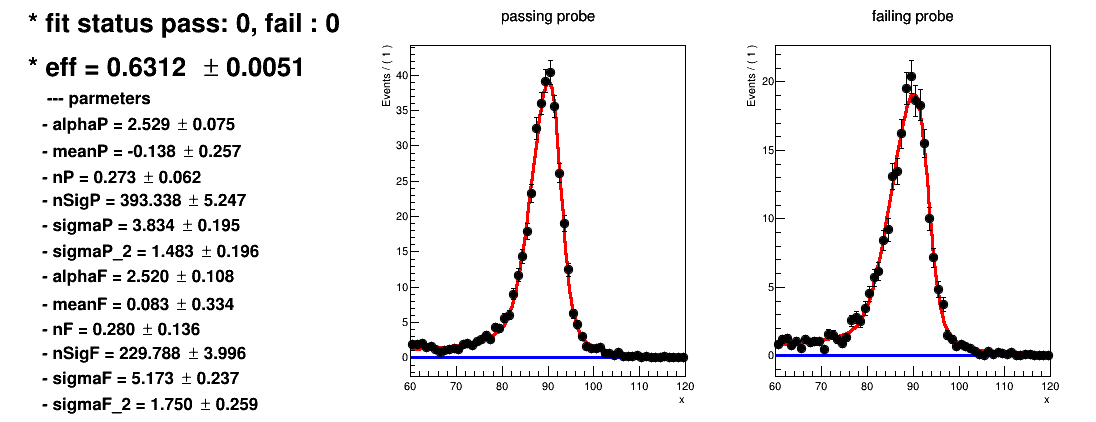 * fit status pass: 0, fail : 0
* eff = 0.6312 ± 0.0051
--- parmeters
- alphaP = 2.529 ± 0.075
- meanP = -0.138 ± 0.257
- nP = 0.273 ± 0.062
- nSigP = 393.338 ± 5.247
- sigmaP = 3.834 ± 0.195
- sigmaP_2 = 1.483 ± 0.196
- alphaF = 2.520 ± 0.108
- meanF = 0.083 ± 0.334
- nF = 0.280 ± 0.136
- nSigF = 229.788 ± 3.996
- sigmaF = 5.173 ± 0.237
- sigmaF_2 = 1.750 ± 0.259
passing probe
Events / ( 1 )
40
35
30
25
20
15
10
5
0
60 70 80 90 100 110 120
x
failing probe
Events / ( 1 )
20
15
10
5
0
60 70 80 90 100 110 120
x